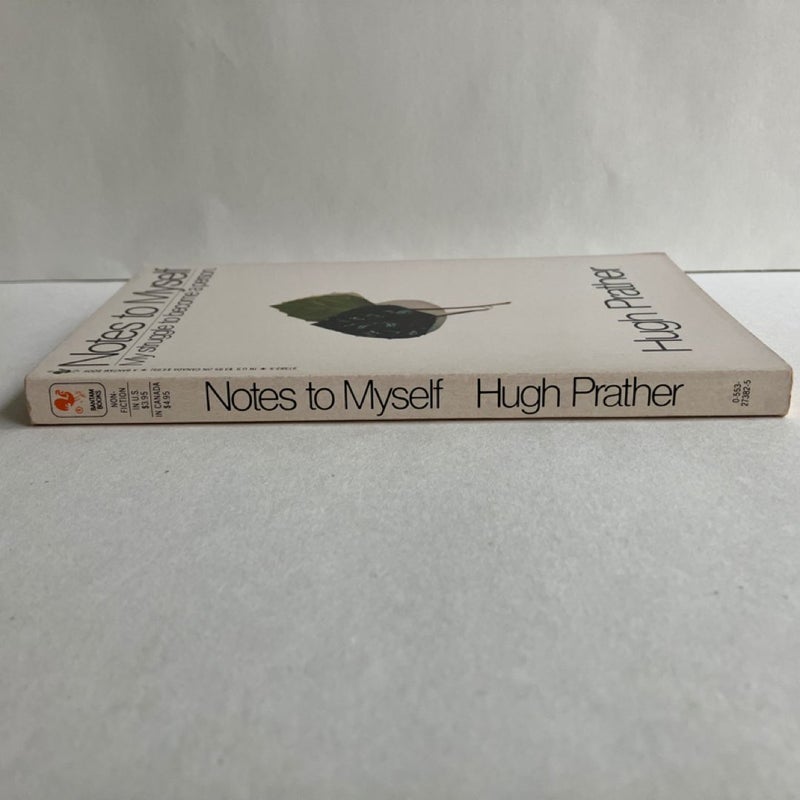 Notes to Myself
My struggle to become a person
Hugh Prather
BANTAM
BOOKS
NON-
FICTION
IN U.S.
$3.95
IN CANADA
$4.95
Notes to Myself Hugh Prather
0-553-
27382-5